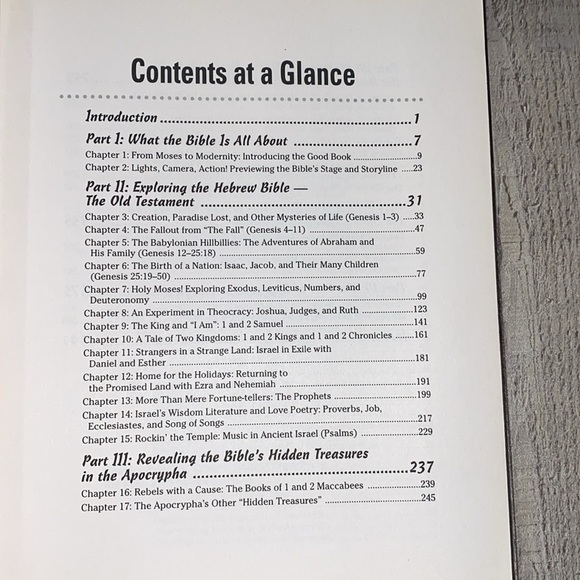 Contents at a Glance
Introduction ........................................................................ 1
Part I: What the Bible Is All About ................................ 7
Chapter 1: From Moses to Modernity: Introducing the Good Book ........................ 9
Chapter 2: Lights, Camera, Action! Previewing the Bible's Stage and Storyline .....23
Part II: Exploring the Hebrew Bible —
The Old Testament ......................................................31
Chapter 3: Creation, Paradise Lost, and Other Mysteries of Life (Genesis 1–3) .....33
Chapter 4: The Fallout from "The Fall" (Genesis 4–11) ........................................47
Chapter 5: The Babylonian Hillbillies: The Adventures of Abraham and
His Family (Genesis 12–25:18) ........................................................................59
Chapter 6: The Birth of a Nation: Isaac, Jacob, and Their Many Children
(Genesis 25:19–50) ........................................................................................77
Chapter 7: Holy Moses! Exploring Exodus, Leviticus, Numbers, and
Deuteronomy ................................................................................................99
Chapter 8: An Experiment in Theocracy: Joshua, Judges, and Ruth ..................123
Chapter 9: The King and "I Am": 1 and 2 Samuel ..............................................141
Chapter 10: A Tale of Two Kingdoms: 1 and 2 Kings and 1 and 2 Chronicles ........161
Chapter 11: Strangers in a Strange Land: Israel in Exile with
Daniel and Esther ........................................................................................181
Chapter 12: Home for the Holidays: Returning to
the Promised Land with Ezra and Nehemiah ....................................................191
Chapter 13: More Than Mere Fortune-tellers: The Prophets ................................199
Chapter 14: Israel's Wisdom Literature and Love Poetry: Proverbs, Job,
Ecclesiastes, and Song of Songs ....................................................................217
Chapter 15: Rockin' the Temple: Music in Ancient Israel (Psalms) ....................229
Part III: Revealing the Bible's Hidden Treasures
in the Apocrypha ......................................................237
Chapter 16: Rebels with a Cause: The Books of 1 and 2 Maccabees ....................239
Chapter 17: The Apocrypha's Other "Hidden Treasures" ..................................245